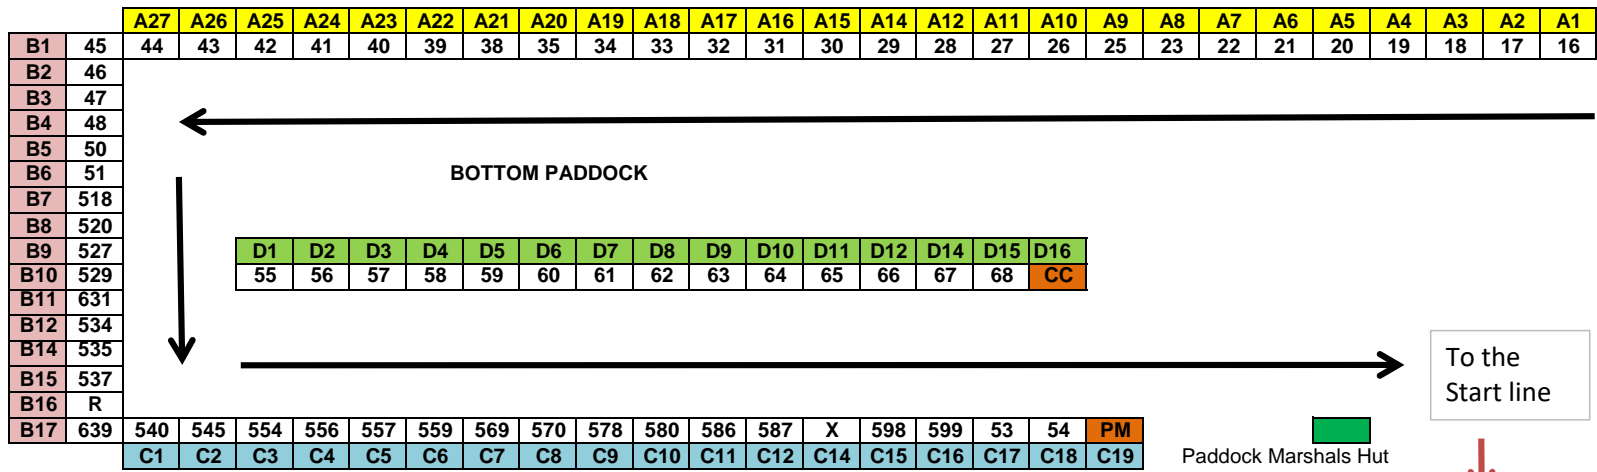 A27 A26 A25 A24 A23 A22 A21 A20 A19 A18 A17 A16 A15 A14 A12 A11 A10 A9 A8 A7 A6 A5 A4 A3 A2 A1
B1 45 44 43 42 41 40 39 38 35 34 33 32 31 30 29 28 27 26 25 23 22 21 20 19 18 17 16
B2 46
B3 47
B4 48
B5 50
B6 51 BOTTOM PADDOCK
B7 518
B8 520
B9 527 D1 D2 D3 D4 D5 D6 D7 D8 D9 D10 D11 D12 D14 D15 D16
B10 529 55 56 57 58 59 60 61 62 63 64 65 66 67 68 CC
B11 631
B12 534
B14 535
To the
Start line
B15 537
B16 R
B17 639 540 545 554 556 557 559 569 570 578 580 586 587 X 598 599 53 54 PM
C1 C2 C3 C4 C5 C6 C7 C8 C9 C10 C11 C12 C14 C15 C16 C17 C18 C19 Paddock Marshals Hut